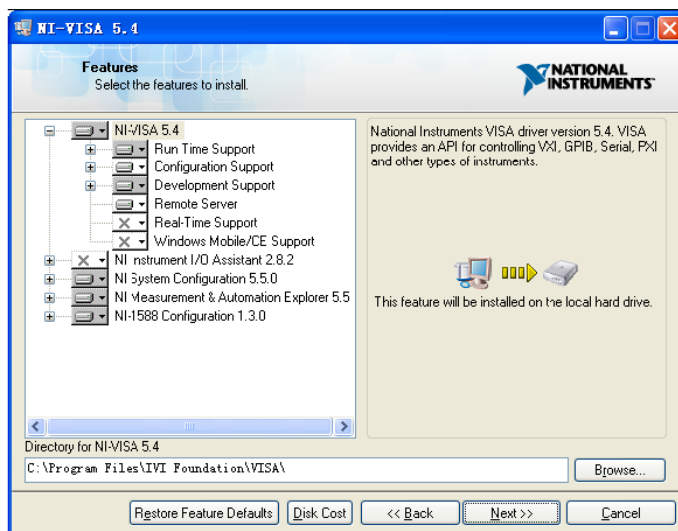 NI-VISA 5.4
Features
Select the features to install.
NATIONAL
INSTRUMENTS™
NI-VISA 5.4
Run Time Support
Configuration Support
Development Support
Remote Server
Real-Time Support
Windows Mobile/CE Support
NI Instrument I/O Assistant 2.8.2
NI System Configuration 5.5.0
NI Measurement & Automation Explorer 5.5
NI-1588 Configuration 1.3.0
National Instruments VISA driver version 5.4. VISA
provides an API for controlling VXI, GPIB, Serial, PXI
and other types of instruments.
This feature will be installed on the local hard drive.
Directory for NI-VISA 5.4
C:\Program Files\IVI Foundation\VISA\
Browse...
Restore Feature Defaults
Disk Cost
<< Back
Next >>
Cancel